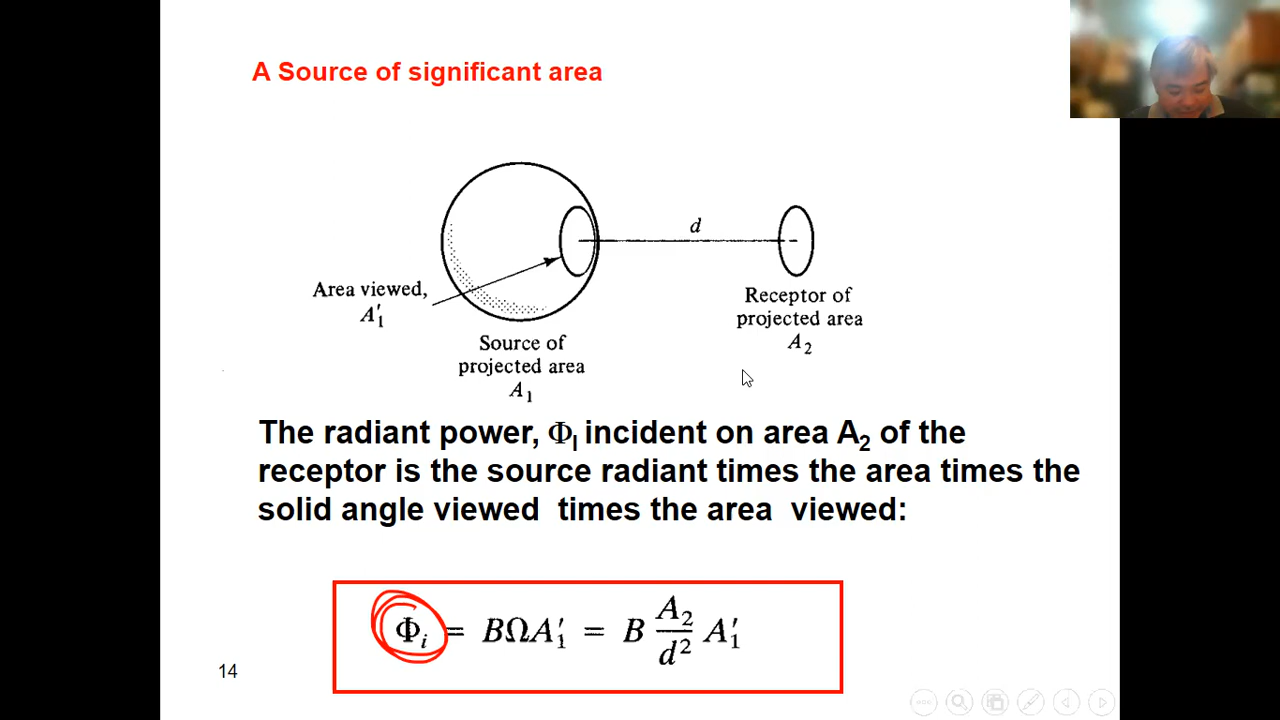 A Source of significant area
d
Area viewed,
A′₁
Receptor of
projected area
A₂
Source of
projected area
A₁
The radiant power, Φ_I incident on area A₂ of the
receptor is the source radiant times the area times the
solid angle viewed times the area viewed:
Φᵢ = BΩA′₁ = B A₂/d² A′₁
14